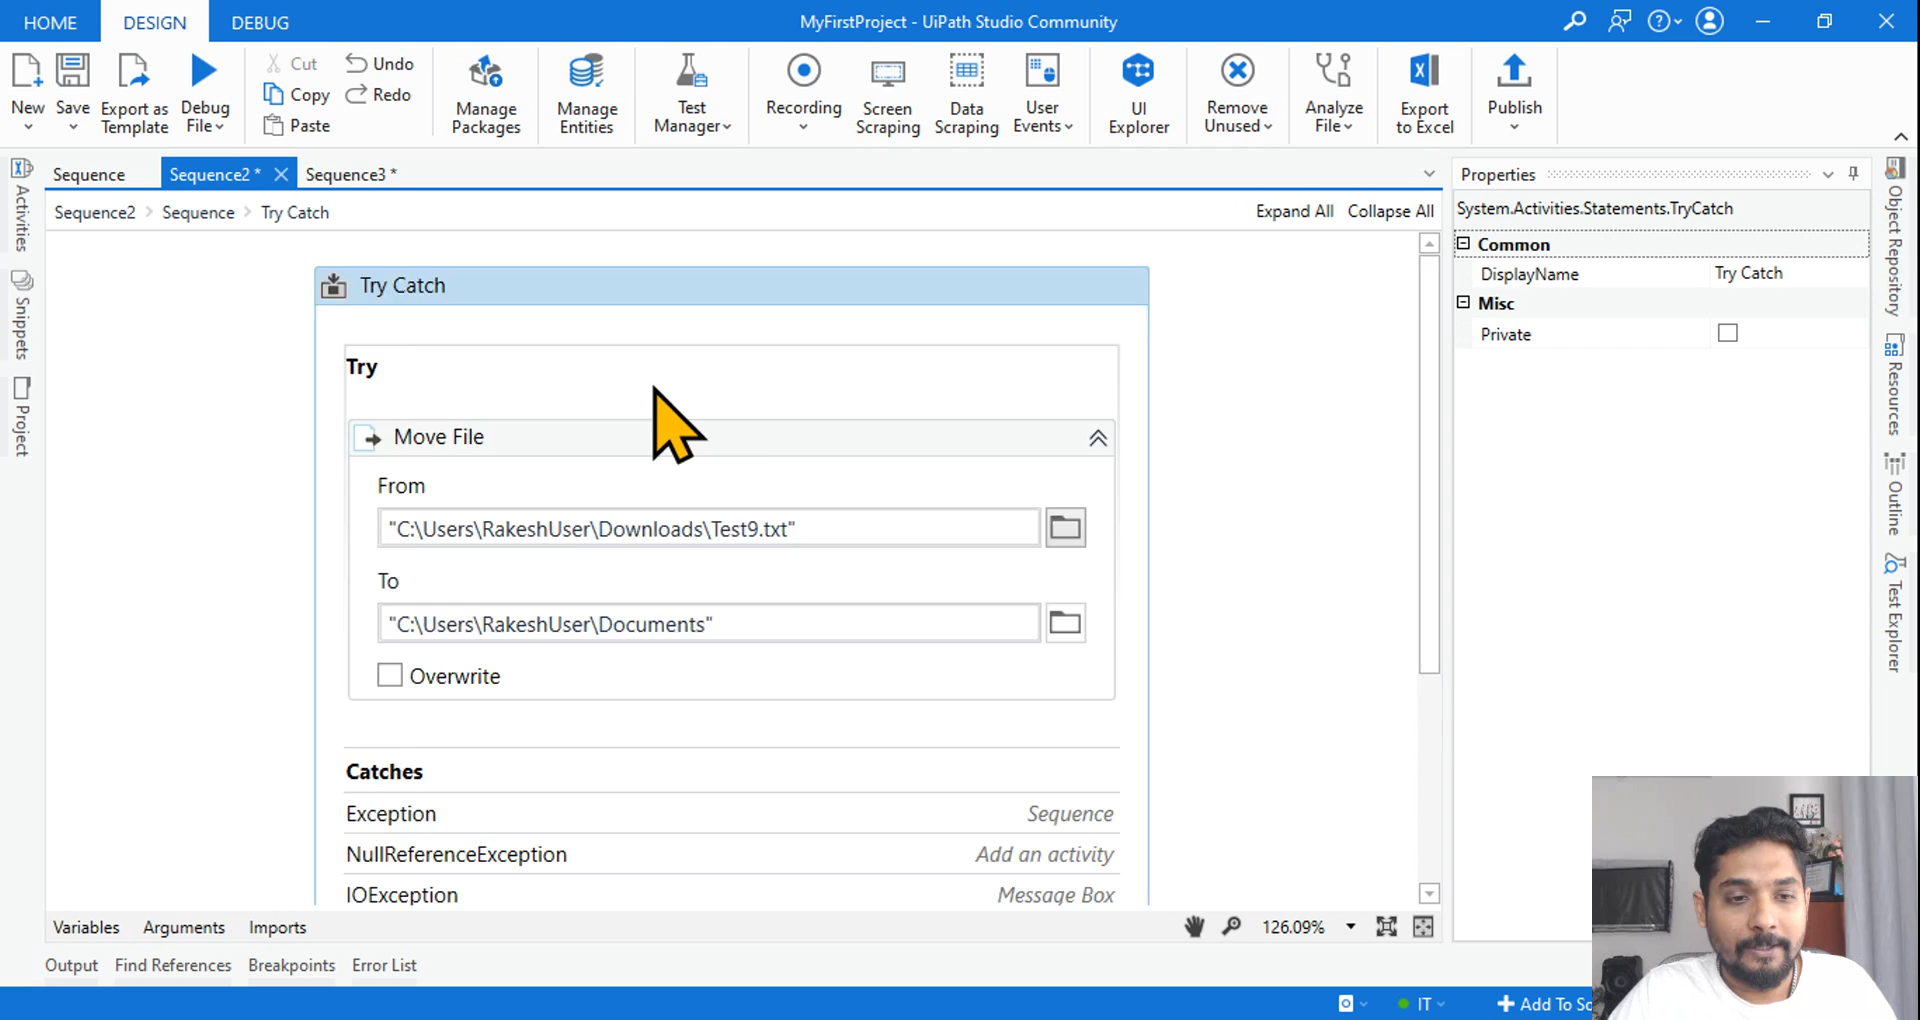 HOME DESIGN DEBUG MyFirstProject - UiPath Studio Community
New Save Export as Template Debug File Cut Copy Paste Undo Redo Manage Packages Manage Entities Test Manager Recording Screen Scraping Data Scraping User Events UI Explorer Remove Unused Analyze File Export to Excel Publish
Activities
Snippets
Project
Sequence Sequence2 * Sequence3 *
Sequence2 Sequence Try Catch Expand All Collapse All
Try Catch
Try
Move File
From
"C:\Users\RakeshUser\Downloads\Test9.txt"
To
"C:\Users\RakeshUser\Documents"
Overwrite
Catches
Exception Sequence
NullReferenceException Add an activity
IOException Message Box
Variables Arguments Imports 126.09%
Output Find References Breakpoints Error List
Properties
System.Activities.Statements.TryCatch
Common
DisplayName Try Catch
Misc
Private
Object Repository
Resources
Outline
Test Explorer
IT Add To So